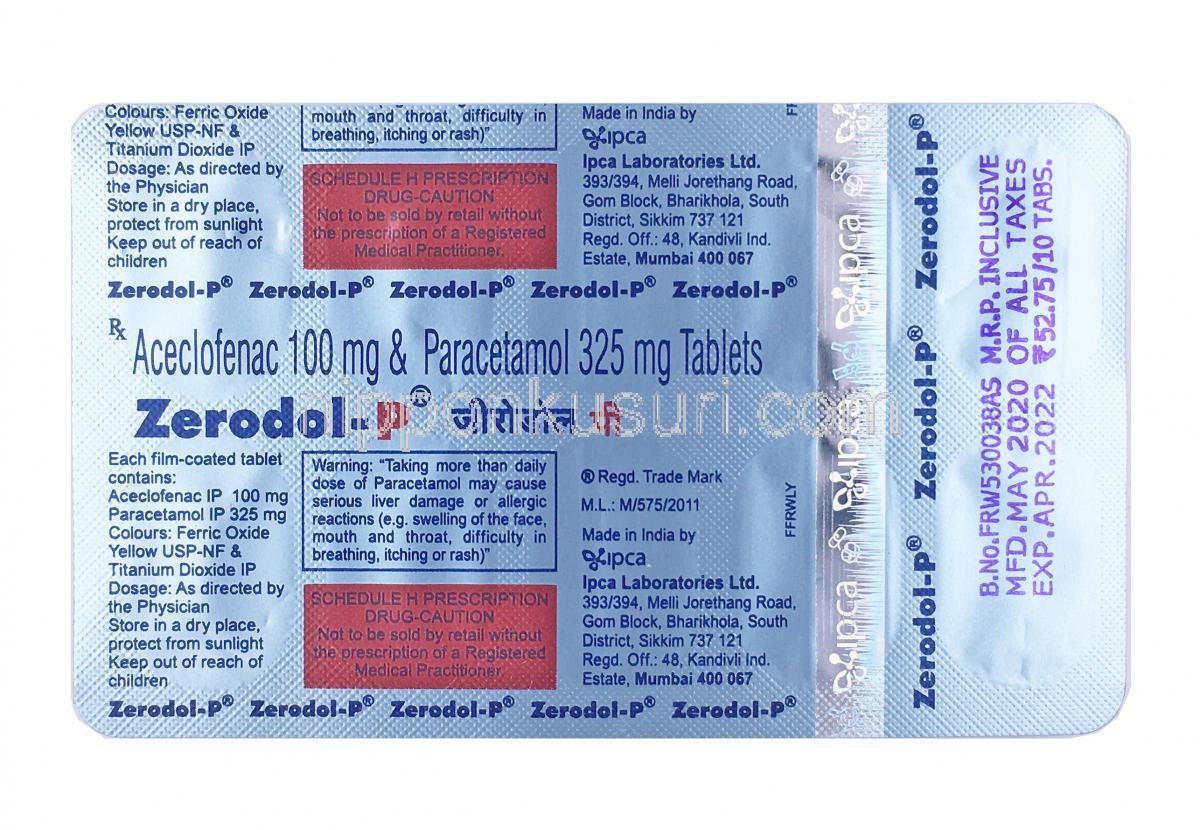 Colours: Ferric Oxide
Yellow USP-NF &
Titanium Dioxide IP
Dosage: As directed by
the Physician
Store in a dry place,
protect from sunlight
Keep out of reach of
children
mouth and throat, difficulty in
breathing, itching or rash)"
SCHEDULE H PRESCRIPTION
DRUG-CAUTION
Not to be sold by retail without
the prescription of a Registered
Medical Practitioner.
Made in India by
ipca
Ipca Laboratories Ltd.
393/394, Melli Jorethang Road,
Gom Block, Bharikhola, South
District, Sikkim 737 121
Regd. Off.: 48, Kandivli Ind.
Estate, Mumbai 400 067
Zerodol-P® Zerodol-P® Zerodol-P® Zerodol-P® Zerodol-P®
Rx Aceclofenac 100 mg & Paracetamol 325 mg Tablets
Zerodol-P® जीरोडोल पी
nipponkusuri.com
Each film-coated tablet
contains:
Aceclofenac IP 100 mg
Paracetamol IP 325 mg
Colours: Ferric Oxide
Yellow USP-NF &
Titanium Dioxide IP
Dosage: As directed by
the Physician
Store in a dry place,
protect from sunlight
Keep out of reach of
children
Warning: "Taking more than daily
dose of Paracetamol may cause
serious liver damage or allergic
reactions (e.g. swelling of the face,
mouth and throat, difficulty in
breathing, itching or rash)"
SCHEDULE H PRESCRIPTION
DRUG-CAUTION
Not to be sold by retail without
the prescription of a Registered
Medical Practitioner.
® Regd. Trade Mark
M.L.: M/575/2011
Made in India by
ipca
Ipca Laboratories Ltd.
393/394, Melli Jorethang Road,
Gom Block, Bharikhola, South
District, Sikkim 737 121
Regd. Off.: 48, Kandivli Ind.
Estate, Mumbai 400 067
FFRWLY
Zerodol-P® Zerodol-P® Zerodol-P® Zerodol-P® Zerodol-P®
Zerodol-P® Zerodol-P® Zerodol-P®
B.No.FRW530038AS M.R.P. INCLUSIVE
MFD.MAY 2020 OF ALL TAXES
EXP.APR.2022 ₹52.75/10 TABS.